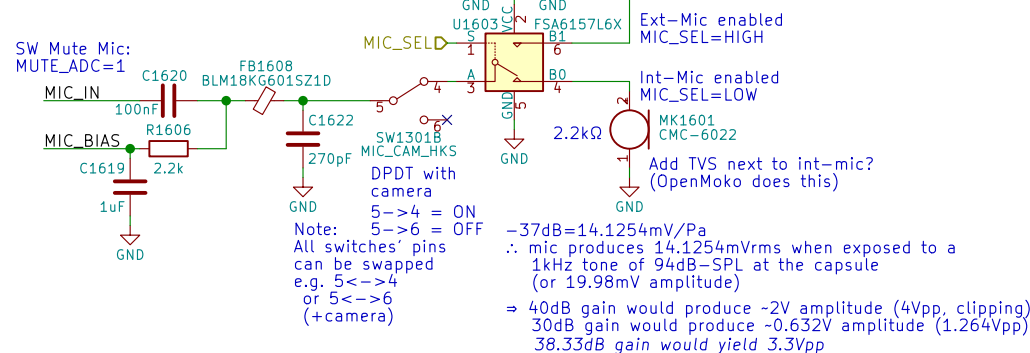 GND
GND
VCC
2
U1603
FSA6157L6X
MIC_SEL
S
1
B1
6
Ext-Mic enabled
MIC_SEL=HIGH
SW Mute Mic:
MUTE_ADC=1
C1620
FB1608
BLM18KG601SZ1D
4
A
3
B0
4
Int-Mic enabled
MIC_SEL=LOW
MIC_IN
100nF
5
GND
5
2
C1622
6
SW1301B
MIC_CAM_HKS
2.2kΩ
MK1601
CMC-6022
MIC_BIAS
R1606
2.2k
C1619
270pF
GND
1
Add TVS next to int-mic?
(OpenMoko does this)
DPDT with
camera
1uF
GND
GND
5->4 = ON
5->6 = OFF
GND
Note:
All switches' pins
can be swapped
e.g. 5<->4
or 5<->6
(+camera)
-37dB=14.1254mV/Pa
∴ mic produces 14.1254mVrms when exposed to a
1kHz tone of 94dB-SPL at the capsule
(or 19.98mV amplitude)
⇒ 40dB gain would produce ~2V amplitude (4Vpp, clipping)
30dB gain would produce ~0.632V amplitude (1.264Vpp)
38.33dB gain would yield 3.3Vpp